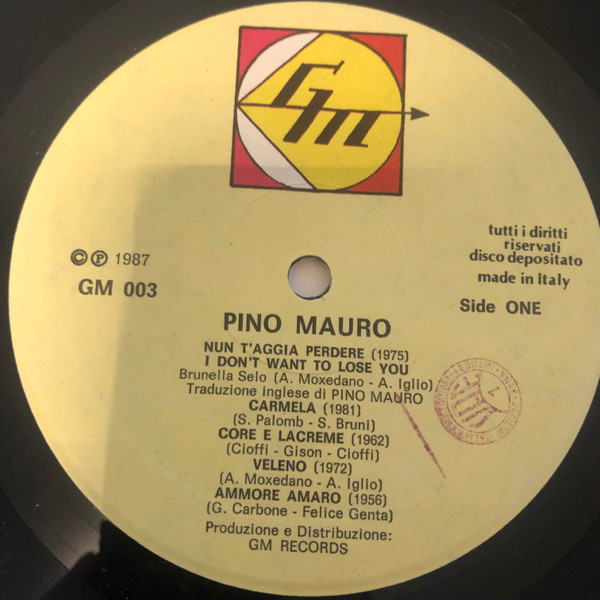 Gm
tutti i diritti
riservati
disco depositato
made in Italy
Side ONE
© ℗ 1987
GM 003
PINO MAURO
NUN T'AGGIA PERDERE (1975)
I DON'T WANT TO LOSE YOU
Brunella Selo (A. Moxedano - A. Iglio)
Traduzione Inglese di PINO MAURO
CARMELA (1981)
(S. Palomb - S. Bruni)
CORE E LACREME (1962)
(Cioffi - Gison - Cioffi)
VELENO (1972)
(A. Moxedano - A. Iglio)
AMMORE AMARO (1956)
(G. Carbone - Felice Genta)
Produzione e Distribuzione:
GM RECORDS